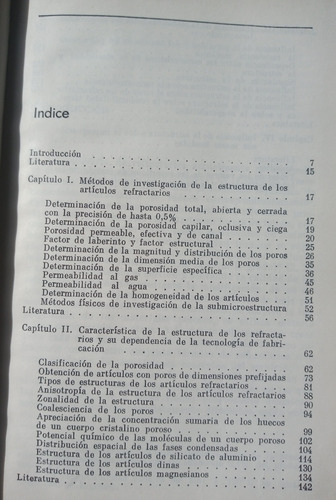 Indice
Introducción . . . . . 7
Literatura . . . . . 15
Capítulo I. Métodos de investigación de la estructura de los
artículos refractarios . . . . . 17
Determinación de la porosidad total, abierta y cerrada
con la precisión de hasta 0,5% . . . . . 17
Determinación de la porosidad capilar, oclusiva y ciega 19
Porosidad permeable, efectiva y de canal . . . . . 20
Factor de laberinto y factor estructural . . . . . 25
Determinación de la magnitud y distribución de los poros 26
Determinación de la dimensión media de los poros . . 35
Determinación de la superficie específica . . . . . 36
Permeabilidad al gas . . . . . 45
Permeabilidad al agua . . . . . 46
Determinación de la homogeneidad de los artículos . . 51
Métodos físicos de investigación de la submicroestructura 52
Literatura . . . . . 56
Capítulo II. Característica de la estructura de los refracta-
rios y su dependencia de la tecnología de fabri-
cación . . . . . 62
Clasificación de la porosidad . . . . . 62
Obtención de artículos con poros de dimensiones prefijadas 73
Tipos de estructuras de los artículos refractarios . . . 81
Anisotropía de la estructura de los artículos refractarios 88
Zonalidad de la estructura . . . . . 90
Coalesciencia de los poros . . . . . 94
Apreciación de la concentración sumaria de los huecos
de un cuerpo cristalino poroso . . . . . 99
Potencial químico de las moléculas de un cuerpo poroso 102
Distribución espacial de las fases condensadas . . . . 104
Estructura de los artículos de silicato de aluminio . . 114
Estructura de los artículos dinas . . . . . 130
Estructura de los artículos magnesianos . . . . . 134
Literatura . . . . . 142